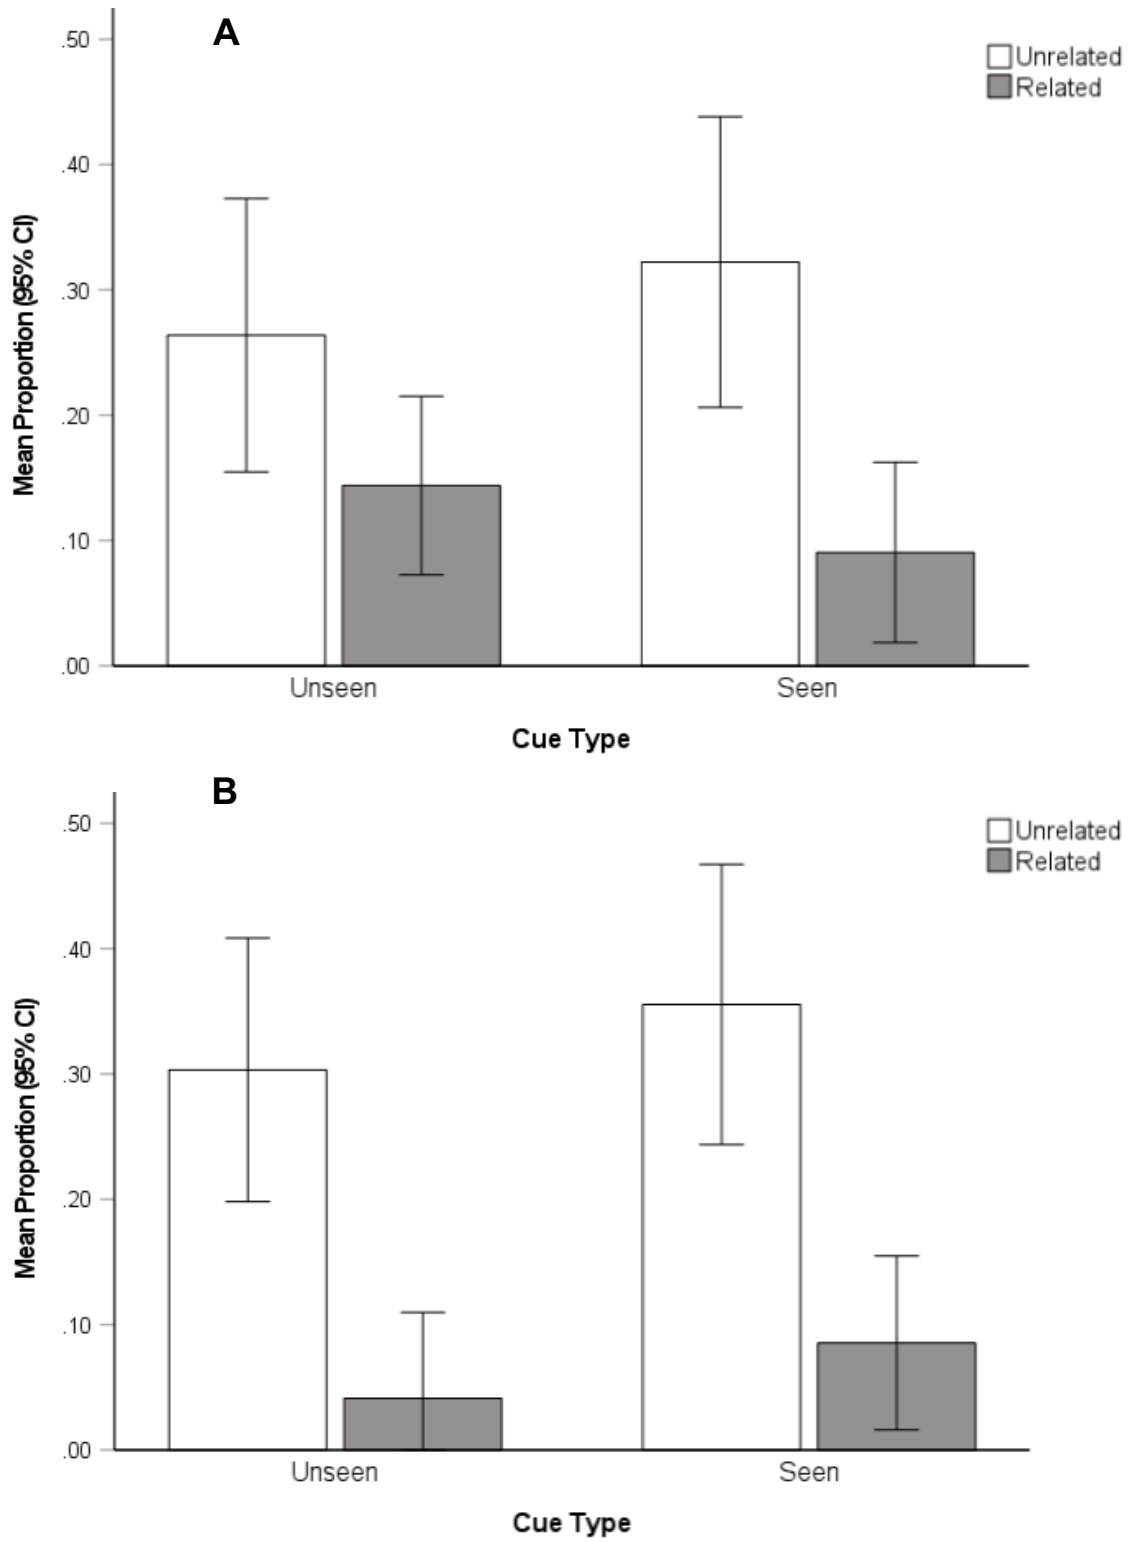 A
.50
.40
.30
.20
.10
.00
Mean Proportion (95% CI)
Unrelated
Related
Unseen
Seen
Cue Type
B
.50
.40
.30
.20
.10
.00
Mean Proportion (95% CI)
Unrelated
Related
Unseen
Seen
Cue Type